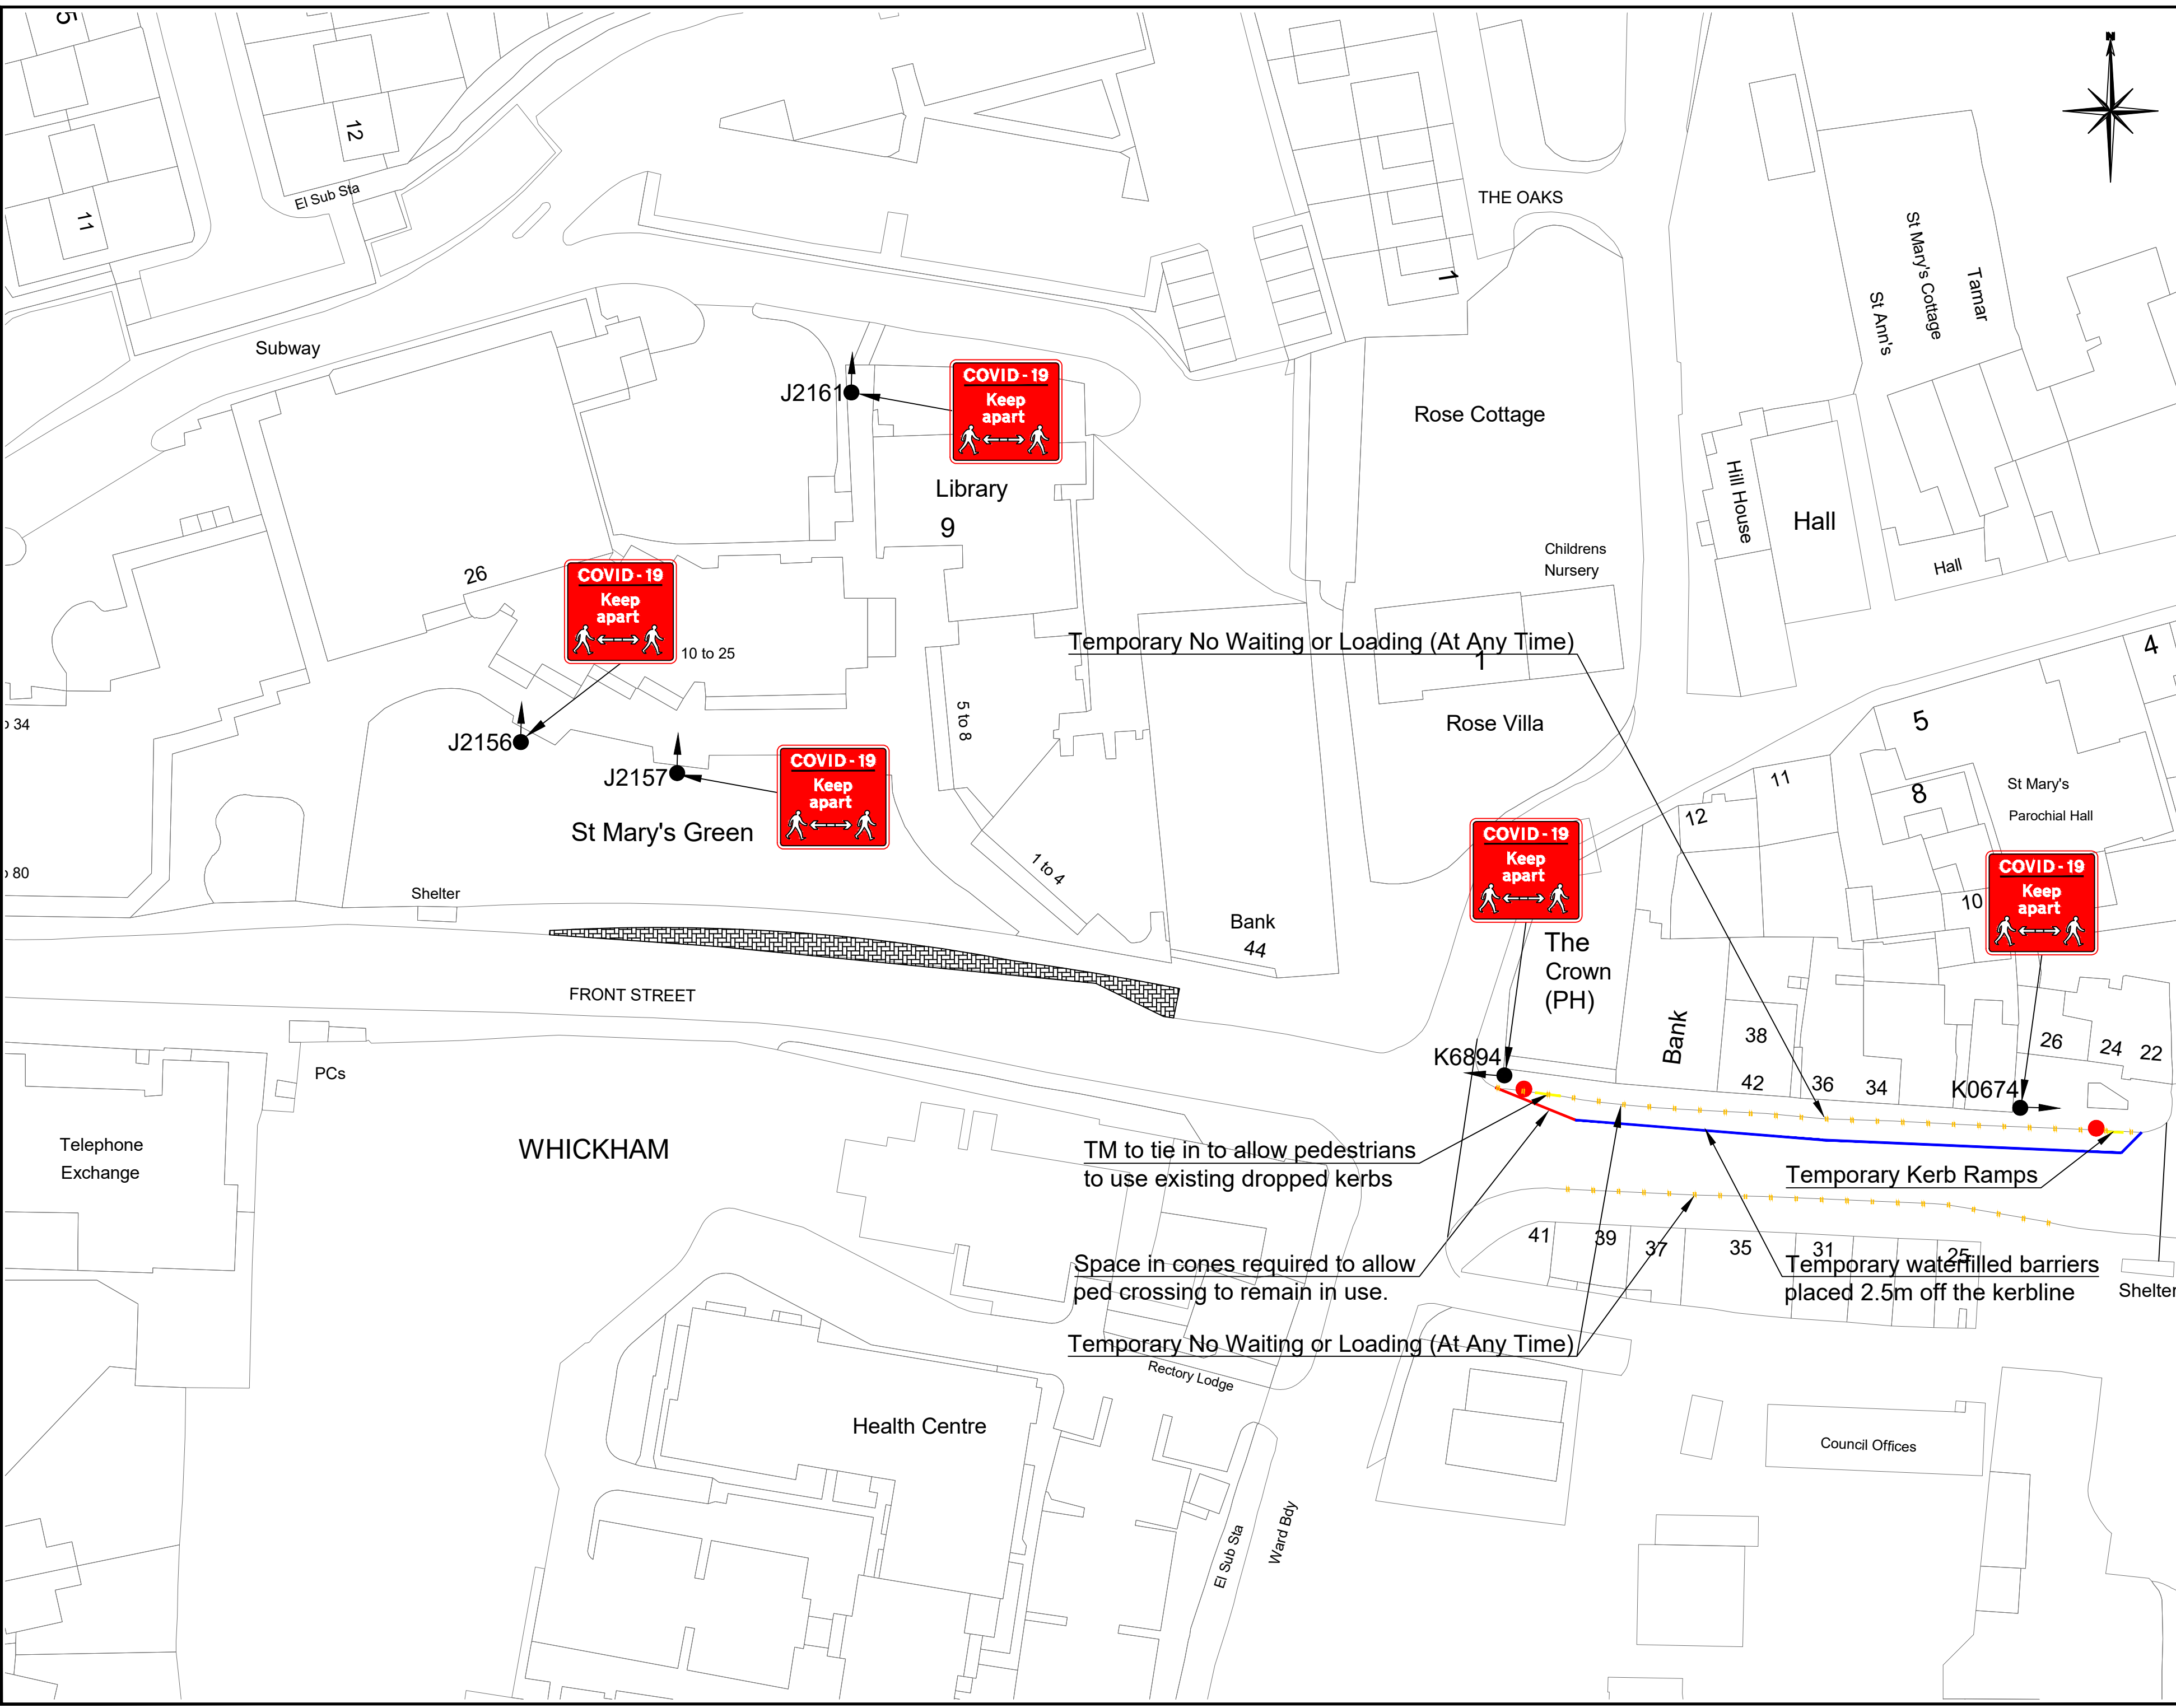 N
12
11
El Sub Sta
THE OAKS
1
St Mary's Cottage
Tamar
St Ann's
Subway
J2161
COVID - 19
Keep
apart
Library
9
Rose Cottage
Hill House
Hall
Hall
Childrens
Nursery
26
COVID - 19
Keep
apart
10 to 25
Temporary No Waiting or Loading (At Any Time)
1
Rose Villa
4
5
34
J2156
J2157
COVID - 19
Keep
apart
St Mary's Green
5 to 8
1 to 4
11
12
8
St Mary's
Parochial Hall
10
COVID - 19
Keep
apart
COVID - 19
Keep
apart
80
Shelter
Bank
44
The
Crown
(PH)
FRONT STREET
PCs
Bank
38
42
36
34
26
24
22
K6894
K0674
Telephone
Exchange
WHICKHAM
TM to tie in to allow pedestrians
to use existing dropped kerbs
Temporary Kerb Ramps
41
39
37
35
31
25
Space in cones required to allow
ped crossing to remain in use.
Temporary waterfilled barriers
placed 2.5m off the kerbline
Shelter
Temporary No Waiting or Loading (At Any Time)
Rectory Lodge
Health Centre
Council Offices
El Sub Sta
Ward Bdy